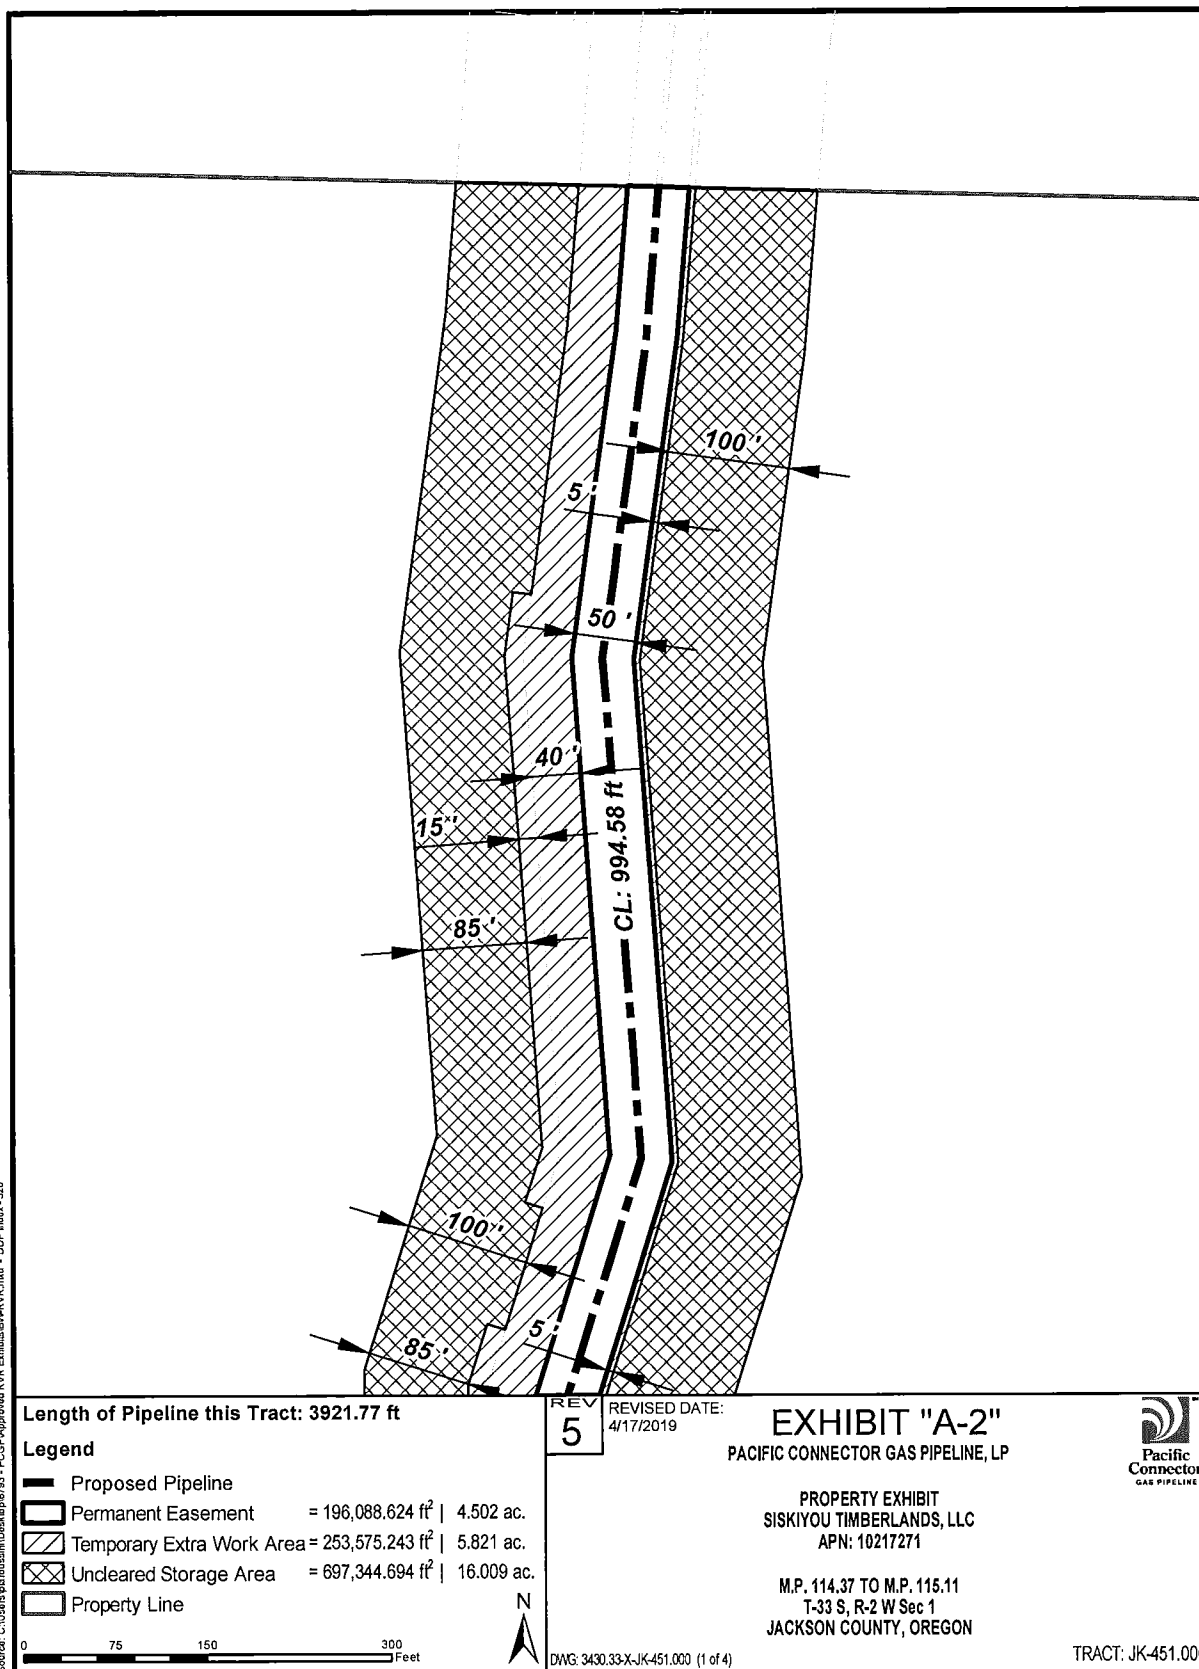 100 '
5 '
50 '
40 '
15 '
CL: 994.58 ft
85 '
100 '
5 '
85 '
Length of Pipeline this Tract: 3921.77 ft
Legend
Proposed Pipeline
Permanent Easement = 196,088.624 ft² | 4.502 ac.
Temporary Extra Work Area = 253,575.243 ft² | 5.821 ac.
Uncleared Storage Area = 697,344.694 ft² | 16.009 ac.
Property Line
N
0 75 150 300
Feet
REV
5
REVISED DATE:
4/17/2019
EXHIBIT "A-2"
PACIFIC CONNECTOR GAS PIPELINE, LP
PROPERTY EXHIBIT
SISKIYOU TIMBERLANDS, LLC
APN: 10217271
M.P. 114.37 TO M.P. 115.11
T-33 S, R-2 W Sec 1
JACKSON COUNTY, OREGON
DWG: 3430.33-X-JK-451.000 (1 of 4)
Pacific
Connector
GAS PIPELINE
TRACT: JK-451.00